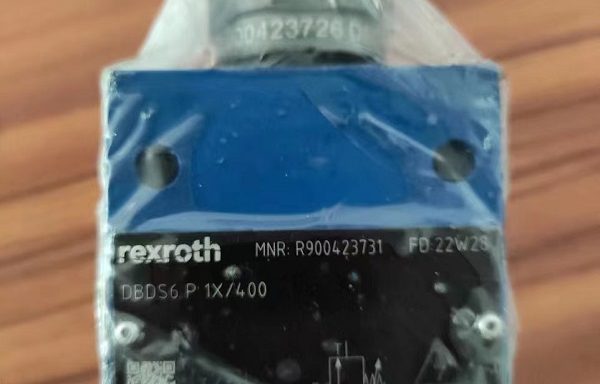 00423726
rexroth MNR: R900423731 FD 22W28
DBDS6 P 1X/400
T